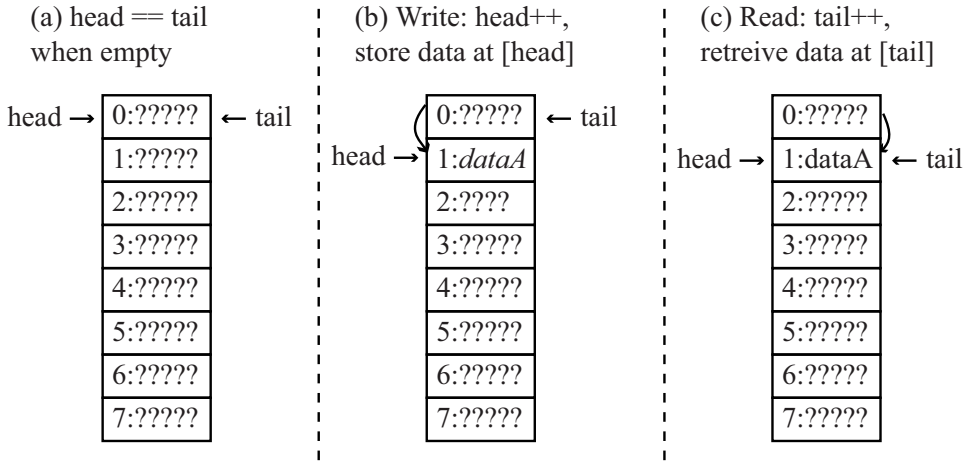 (a) head == tail
when empty
head → 0:????? ← tail
1:?????
2:?????
3:?????
4:?????
5:?????
6:?????
7:?????
(b) Write: head++,
store data at [head]
0:????? ← tail
head → 1:dataA
2:????
3:?????
4:?????
5:?????
6:?????
7:?????
(c) Read: tail++,
retreive data at [tail]
0:?????
head → 1:dataA ← tail
2:?????
3:?????
4:?????
5:?????
6:?????
7:?????